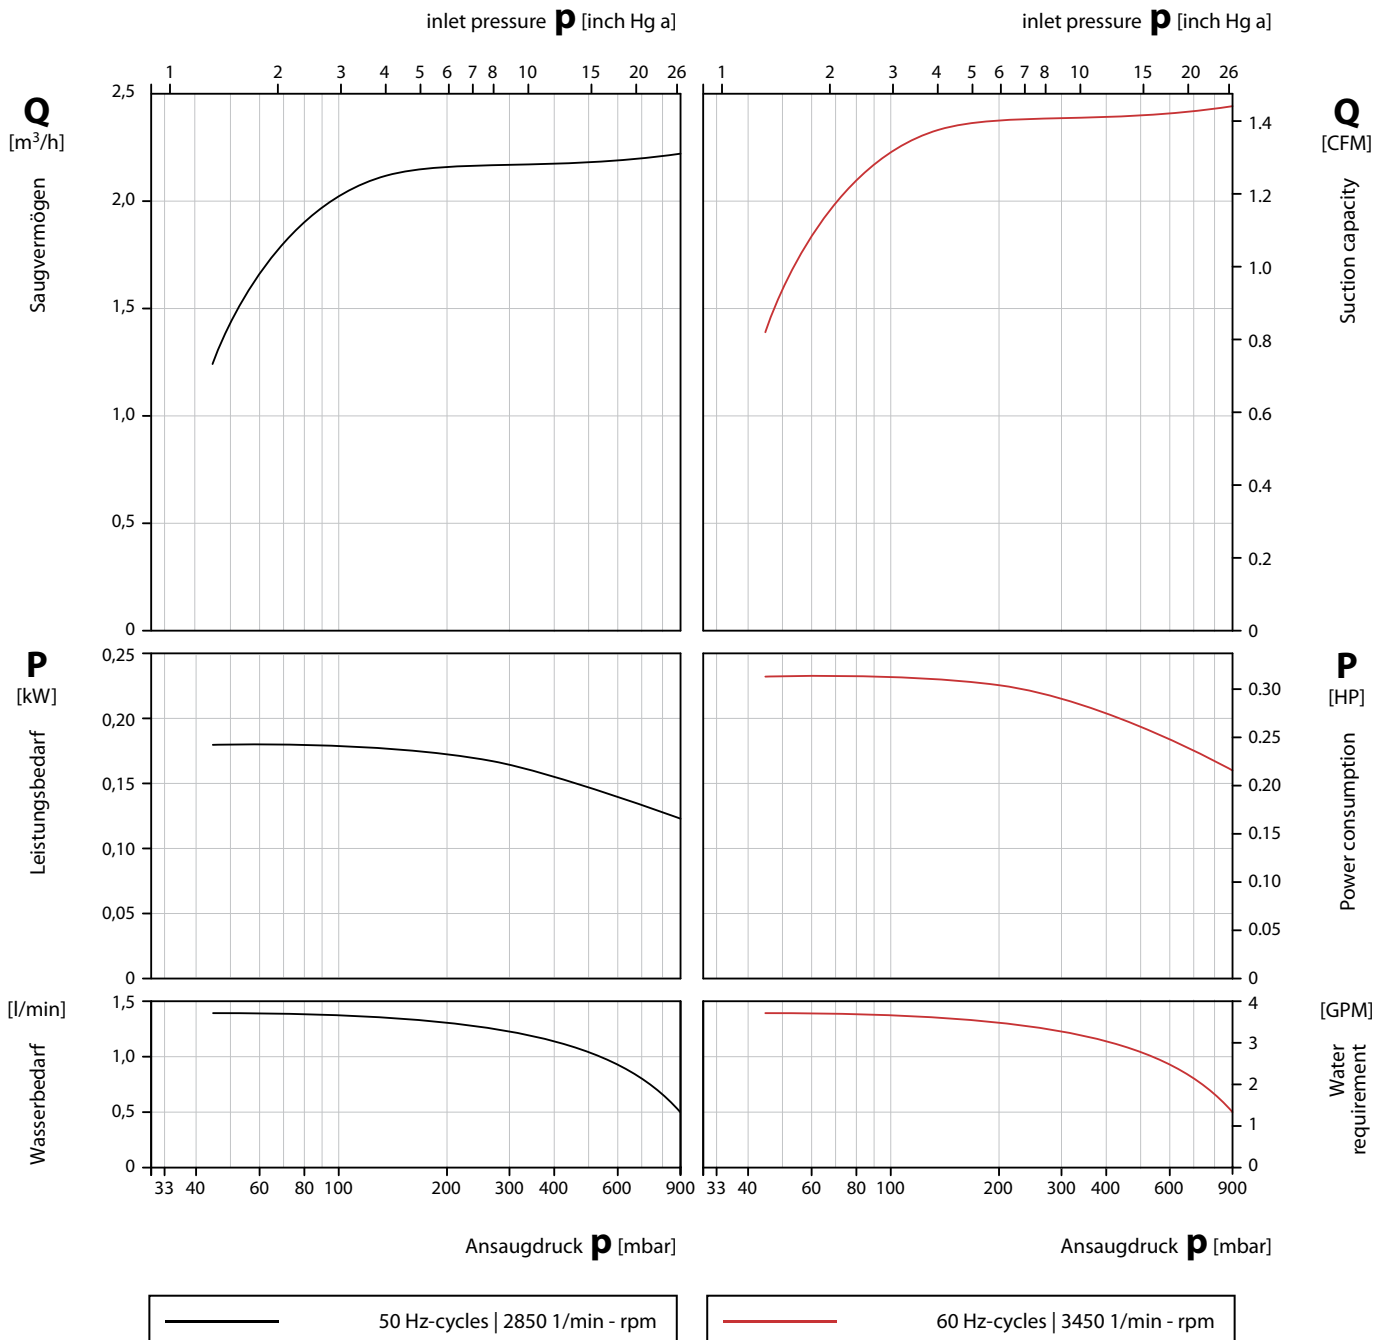 inlet pressure p [inch Hg a] inlet pressure p [inch Hg a]
1 2 3 4 5 6 7 8 10 15 20 26 1 2 3 4 5 6 7 8 10 15 20 26
Q
[m³/h]
Saugvermögen
2,5
2,0
1,5
1,0
0,5
0
Q
[CFM]
Suction capacity
1.4
1.2
1.0
0.8
0.6
0.4
0.2
0
P
[kW]
Leistungsbedarf
0,25
0,20
0,15
0,10
0,05
0
P
[HP]
Power consumption
0.30
0.25
0.20
0.15
0.10
0.05
0
[l/min]
Wasserbedarf
1,5
1,0
0,5
0
[GPM]
Water
requirement
4
3
2
1
0
33 40 60 80 100 200 300 400 600 900 33 40 60 80 100 200 300 400 600 900
Ansaugdruck p [mbar] Ansaugdruck p [mbar]
50 Hz-cycles | 2850 1/min - rpm 60 Hz-cycles | 3450 1/min - rpm